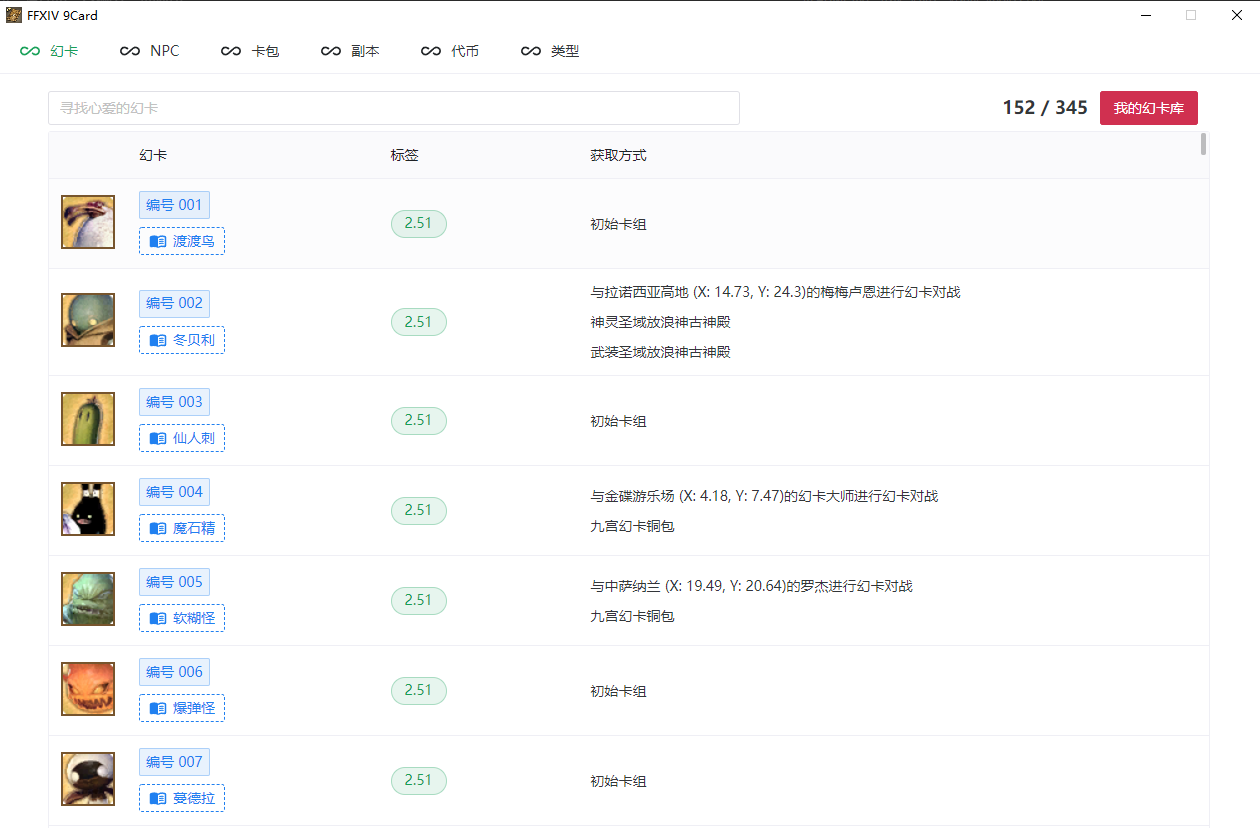 FFXIV 9Card
幻卡 NPC 卡包 副本 代币 类型
寻找心爱的幻卡 152 / 345 我的幻卡库
幻卡 标签 获取方式
编号 001
渡渡鸟
2.51
初始卡组
编号 002
冬贝利
2.51
与拉诺西亚高地 (X: 14.73, Y: 24.3)的梅梅卢恩进行幻卡对战
神灵圣域放浪神古神殿
武装圣域放浪神古神殿
编号 003
仙人刺
2.51
初始卡组
编号 004
魔石精
2.51
与金碟游乐场 (X: 4.18, Y: 7.47)的幻卡大师进行幻卡对战
九宫幻卡铜包
编号 005
软糊怪
2.51
与中萨纳兰 (X: 19.49, Y: 20.64)的罗杰进行幻卡对战
九宫幻卡铜包
编号 006
爆弹怪
2.51
初始卡组
编号 007
曼德拉
2.51
初始卡组